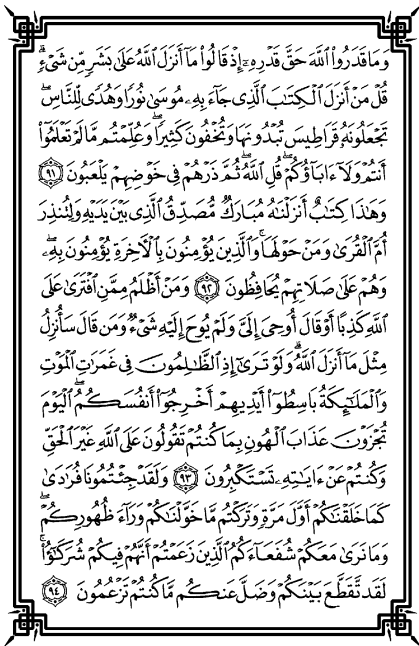 وَمَا قَدَرُوا۟ ٱللَّهَ حَقَّ قَدْرِهِۦٓ إِذْ قَالُوا۟ مَآ أَنزَلَ ٱللَّهُ عَلَىٰ بَشَرٍۢ مِّن شَىْءٍۢ ۗ
قُلْ مَنْ أَنزَلَ ٱلْكِتَـٰبَ ٱلَّذِى جَآءَ بِهِۦ مُوسَىٰ نُورًۭا وَهُدًۭى لِّلنَّاسِ ۖ
تَجْعَلُونَهُۥ قَرَاطِيسَ تُبْدُونَهَا وَتُخْفُونَ كَثِيرًۭا ۖ وَعُلِّمْتُم مَّا لَمْ تَعْلَمُوٓا۟
أَنتُمْ وَلَآ ءَابَآؤُكُمْ ۖ قُلِ ٱللَّهُ ۖ ثُمَّ ذَرْهُمْ فِى خَوْضِهِمْ يَلْعَبُونَ ٩١
وَهَـٰذَا كِتَـٰبٌ أَنزَلْنَـٰهُ مُبَارَكٌۭ مُّصَدِّقُ ٱلَّذِى بَيْنَ يَدَيْهِ وَلِتُنذِرَ
أُمَّ ٱلْقُرَىٰ وَمَنْ حَوْلَهَا ۚ وَٱلَّذِينَ يُؤْمِنُونَ بِٱلْـَٔاخِرَةِ يُؤْمِنُونَ بِهِۦ ۖ
وَهُمْ عَلَىٰ صَلَاتِهِمْ يُحَافِظُونَ ٩٢ وَمَنْ أَظْلَمُ مِمَّنِ ٱفْتَرَىٰ عَلَى
ٱللَّهِ كَذِبًا أَوْ قَالَ أُوحِىَ إِلَىَّ وَلَمْ يُوحَ إِلَيْهِ شَىْءٌۭ وَمَن قَالَ سَأُنزِلُ
مِثْلَ مَآ أَنزَلَ ٱللَّهُ ۗ وَلَوْ تَرَىٰٓ إِذِ ٱلظَّـٰلِمُونَ فِى غَمَرَٰتِ ٱلْمَوْتِ
وَٱلْمَلَـٰٓئِكَةُ بَاسِطُوٓا۟ أَيْدِيهِمْ أَخْرِجُوٓا۟ أَنفُسَكُمُ ۖ ٱلْيَوْمَ
تُجْزَوْنَ عَذَابَ ٱلْهُونِ بِمَا كُنتُمْ تَقُولُونَ عَلَى ٱللَّهِ غَيْرَ ٱلْحَقِّ
وَكُنتُمْ عَنْ ءَايَـٰتِهِۦ تَسْتَكْبِرُونَ ٩٣ وَلَقَدْ جِئْتُمُونَا فُرَٰدَىٰ
كَمَا خَلَقْنَـٰكُمْ أَوَّلَ مَرَّةٍۢ وَتَرَكْتُم مَّا خَوَّلْنَـٰكُمْ وَرَآءَ ظُهُورِكُمْ ۖ
وَمَا نَرَىٰ مَعَكُمْ شُفَعَآءَكُمُ ٱلَّذِينَ زَعَمْتُمْ أَنَّهُمْ فِيكُمْ شُرَكَـٰٓؤُا۟ ۚ
لَقَد تَّقَطَّعَ بَيْنَكُمْ وَضَلَّ عَنكُم مَّا كُنتُمْ تَزْعُمُونَ ٩٤